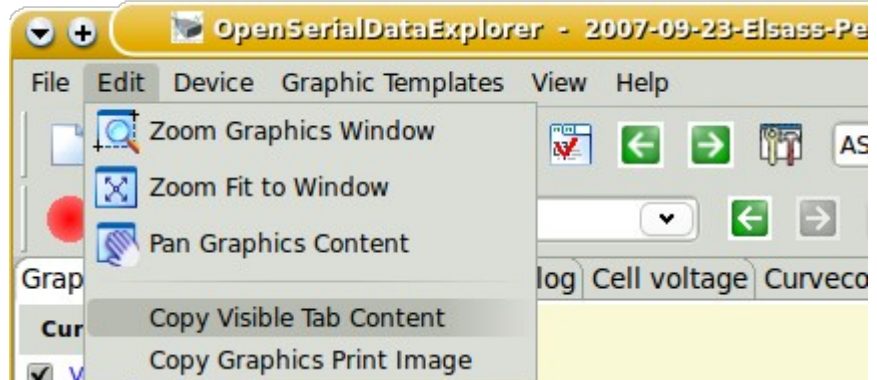 OpenSerialDataExplorer - 2007-09-23-Elsass-Pe
File Edit Device Graphic Templates View Help
Zoom Graphics Window
AS
Zoom Fit to Window
Pan Graphics Content
Grap
log Cell voltage Curveco
Cur
Copy Visible Tab Content
Copy Graphics Print Image